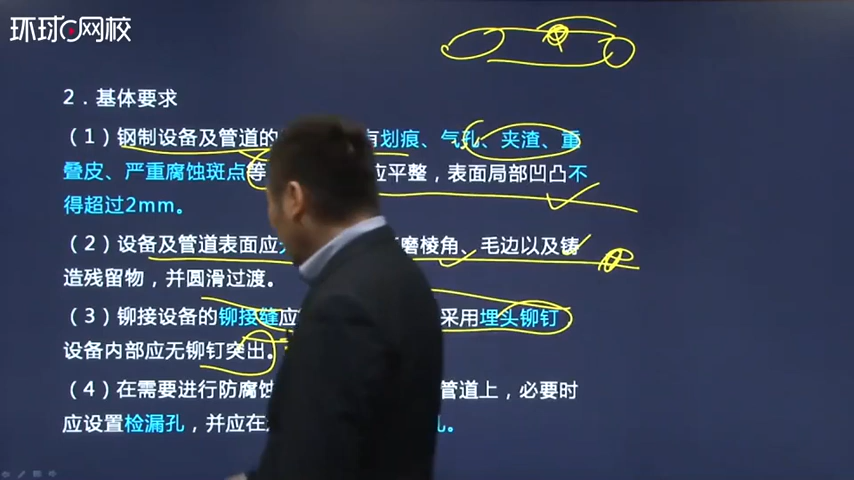 环球网校
2．基体要求
（1）钢制设备及管道的 有划痕、气孔、夹渣、重
叠皮、严重腐蚀斑点等 应平整，表面局部凹凸不
得超过2mm。
（2）设备及管道表面应 磨棱角、毛边以及铸
造残留物，并圆滑过渡。
（3）铆接设备的铆接缝应 采用埋头铆钉，
设备内部应无铆钉突出。
（4）在需要进行防腐蚀 管道上，必要时
应设置检漏孔，并应在 孔。